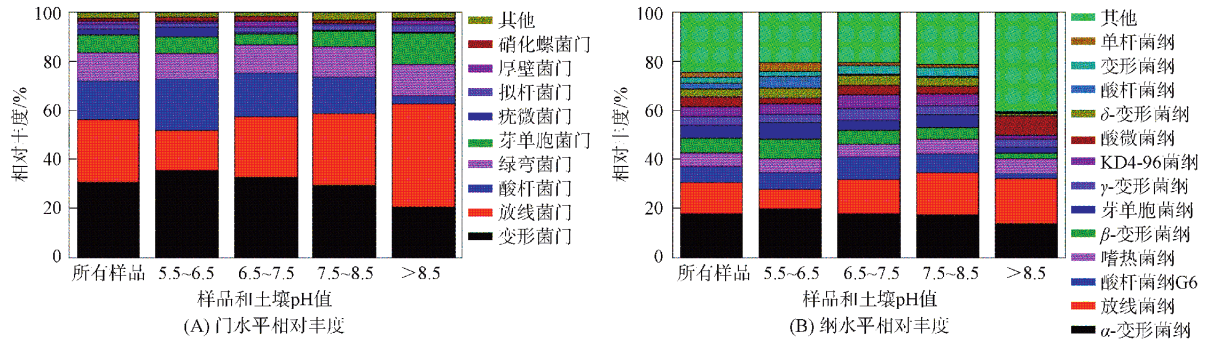 100
80
60
40
20
0
相对丰度/%
所有样品 5.5~6.5 6.5~7.5 7.5~8.5 >8.5
样品和土壤pH值
(A) 门水平相对丰度
其他
硝化螺菌门
厚壁菌门
拟杆菌门
疣微菌门
芽单胞菌门
绿弯菌门
酸杆菌门
放线菌门
变形菌门
100
80
60
40
20
0
相对丰度/%
所有样品 5.5~6.5 6.5~7.5 7.5~8.5 >8.5
样品和土壤pH值
(B) 纲水平相对丰度
其他
单杆菌纲
变形菌纲
酸杆菌纲
δ-变形菌纲
酸微菌纲
KD4-96菌纲
γ-变形菌纲
芽单胞菌纲
β-变形菌纲
嗜热菌纲
酸杆菌纲G6
放线菌纲
α-变形菌纲